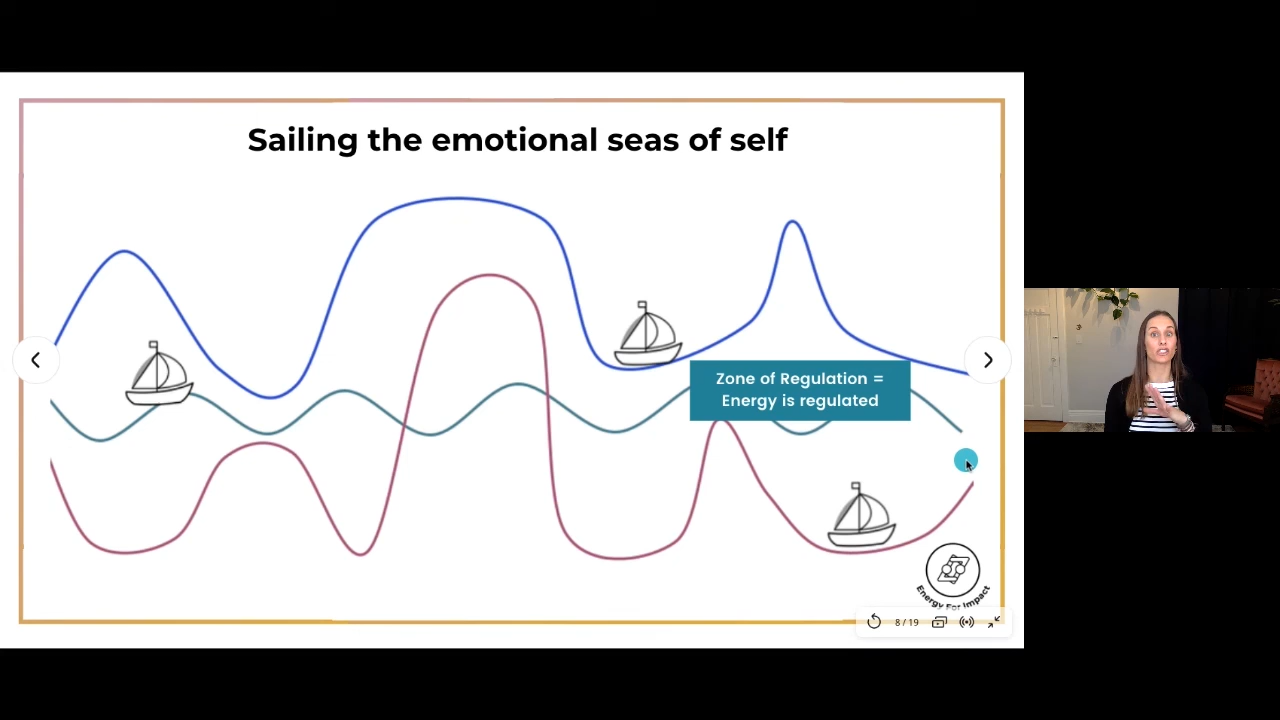 Sailing the emotional seas of self
Zone of Regulation =
Energy is regulated
Energy For Impact
8 / 19